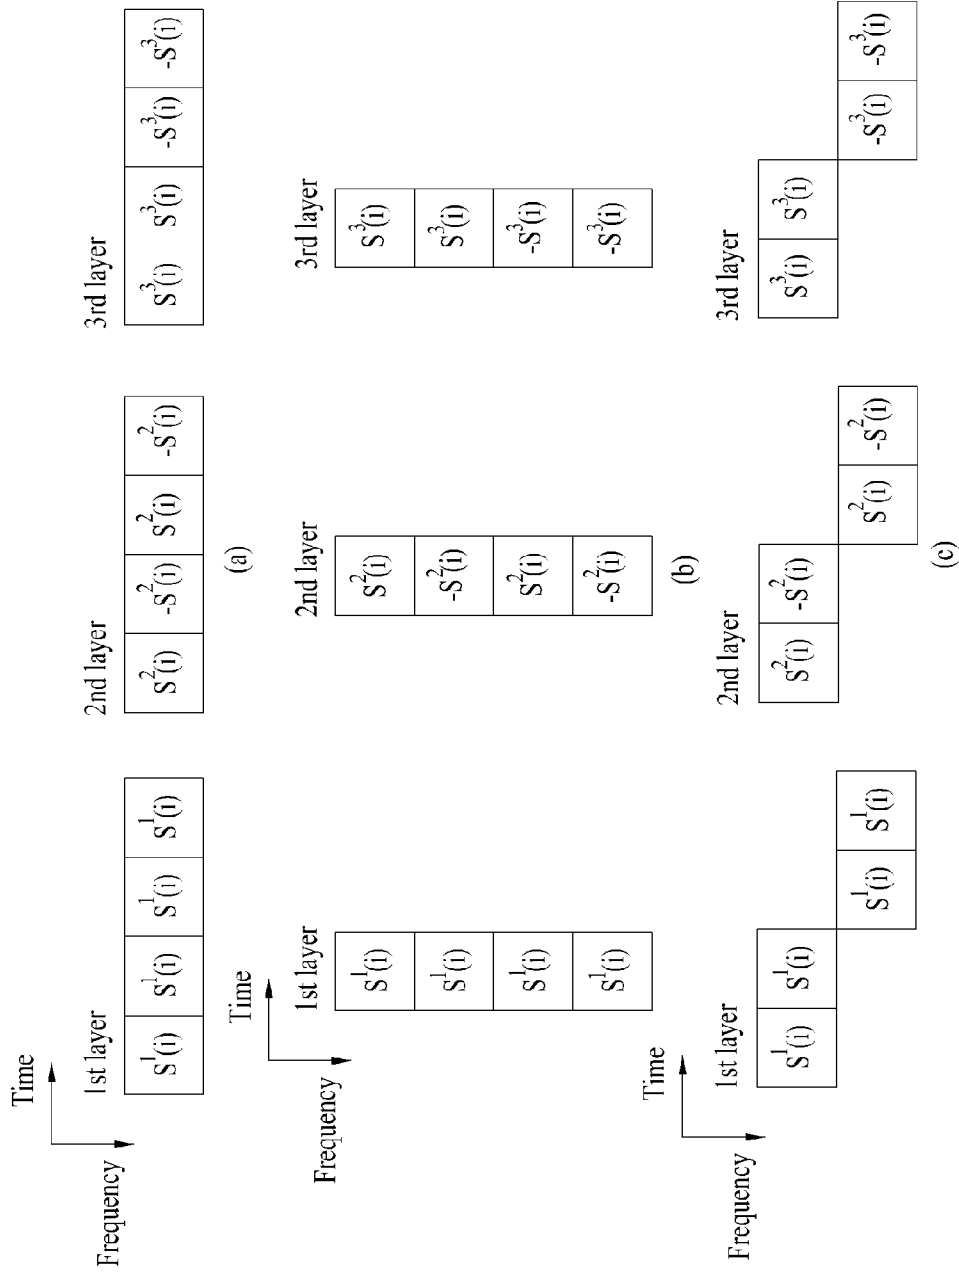 Time
Frequency
1st layer
S¹(i) S¹(i) S¹(i) S¹(i)
2nd layer
S²(i) -S²(i) S²(i) -S²(i)
3rd layer
S³(i) S³(i) -S³(i) -S³(i)
(a)
Time
Frequency
1st layer
S¹(i)
S¹(i)
S¹(i)
S¹(i)
2nd layer
S²(i)
-S²(i)
S²(i)
-S²(i)
3rd layer
S³(i)
S³(i)
-S³(i)
-S³(i)
(b)
Time
Frequency
1st layer
S¹(i) S¹(i)
S¹(i) S¹(i)
2nd layer
S²(i) -S²(i)
S²(i) -S²(i)
3rd layer
S³(i) S³(i)
-S³(i) -S³(i)
(c)